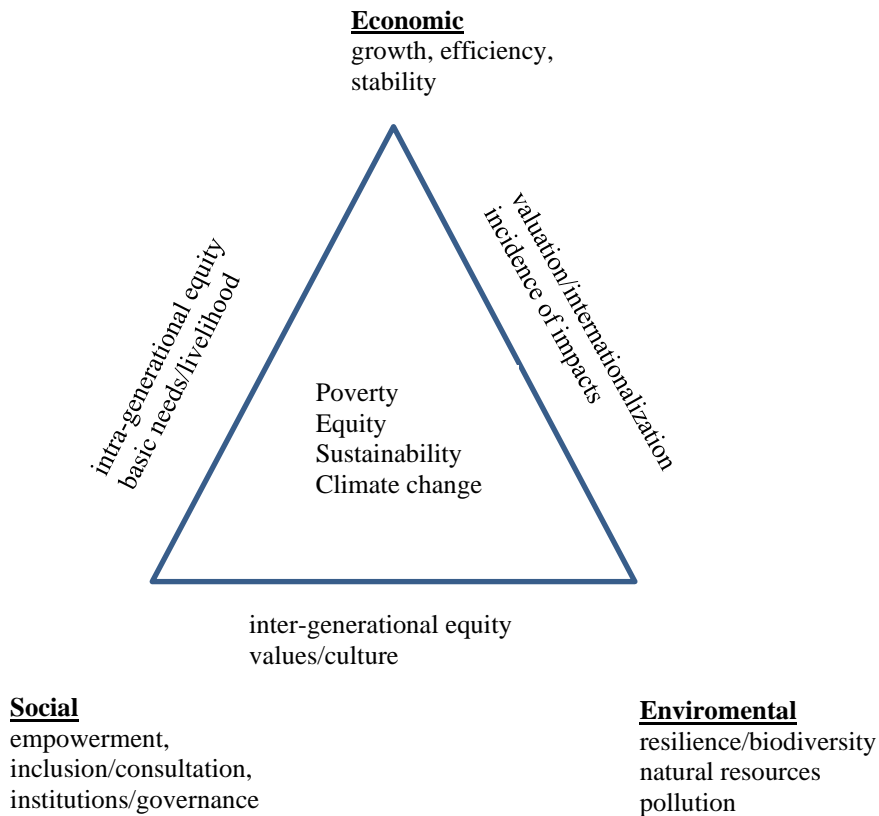 Economic
growth, efficiency,
stability
intra-generational equity
basic needs/livelihood
valuation/internationalization
incidence of impacts
Poverty
Equity
Sustainability
Climate change
inter-generational equity
values/culture
Social
empowerment,
inclusion/consultation,
institutions/governance
Enviromental
resilience/biodiversity
natural resources
pollution